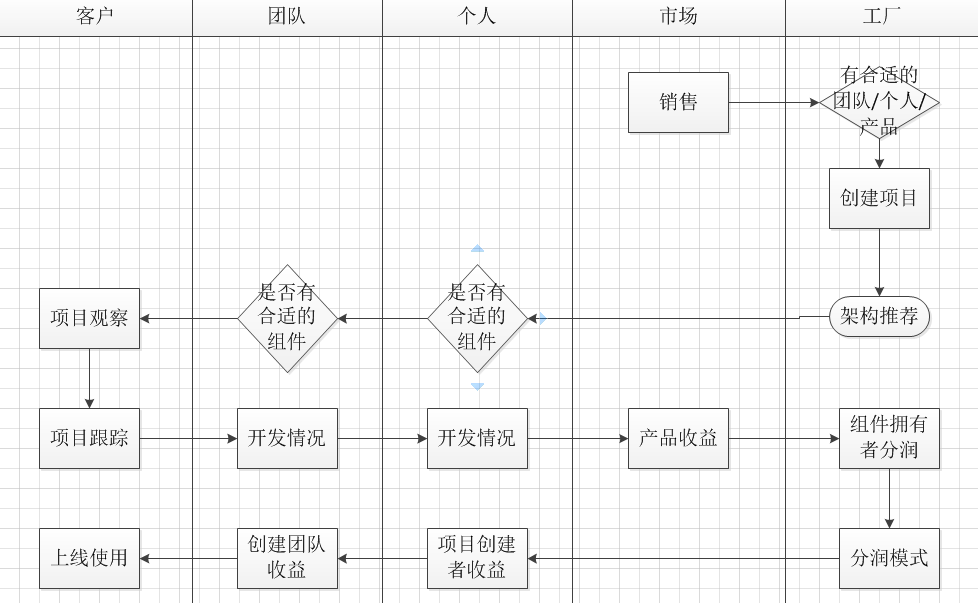 客户
团队
个人
市场
工厂
销售
有合适的
团队/个人/
产品
创建项目
项目观察
是否有
合适的
组件
是否有
合适的
组件
架构推荐
项目跟踪
开发情况
开发情况
产品收益
组件拥有
者分润
上线使用
创建团队
收益
项目创建
者收益
分润模式